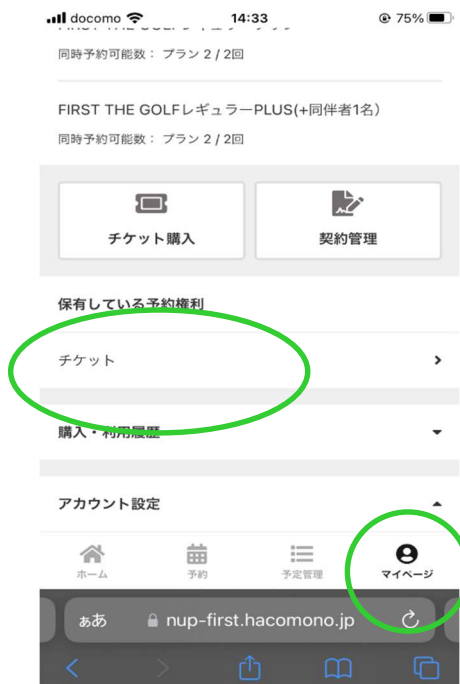 docomo 14:33 75%
同時予約可能数： プラン 2 / 2回
FIRST THE GOLFレギュラーPLUS(+同伴者1名）
同時予約可能数： プラン 2 / 2回
チケット購入 契約管理
保有している予約権利
チケット
購入・利用履歴
アカウント設定
ホーム 予約 予定管理 マイページ
ぁあ nup-first.hacomono.jp